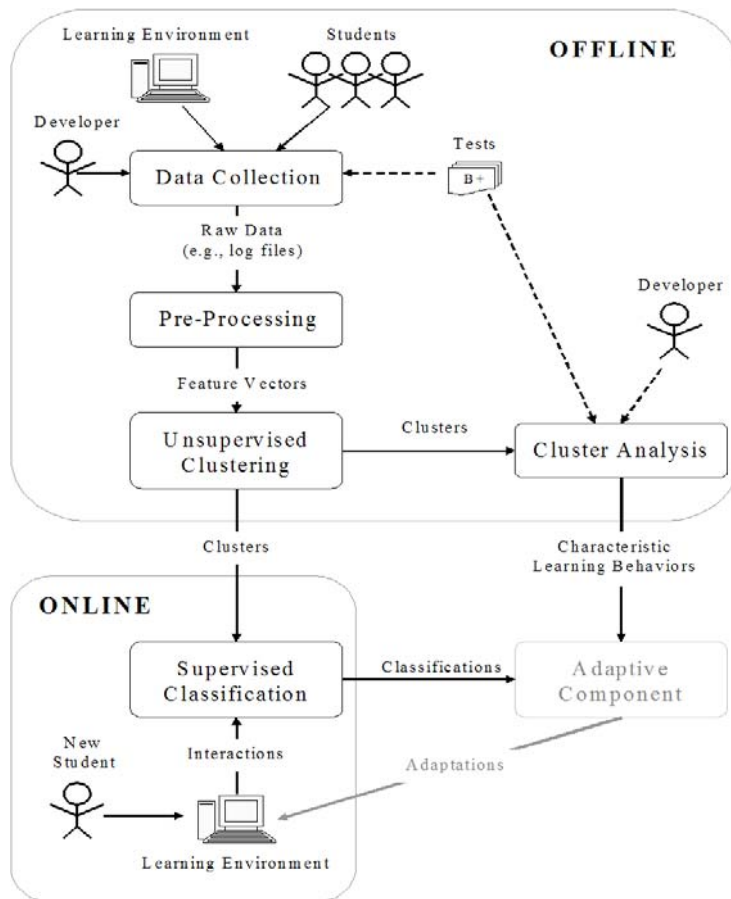 Learning Environment
Students
OFFLINE
Developer
Tests
Data Collection
B+
Raw Data
(e.g., log files)
Developer
Pre-Processing
Feature Vectors
Unsupervised
Clustering
Clusters
Cluster Analysis
Clusters
Characteristic
Learning Behaviors
ONLINE
Supervised
Classification
Classifications
Adaptive
Component
New
Student
Interactions
Adaptations
Learning Environment